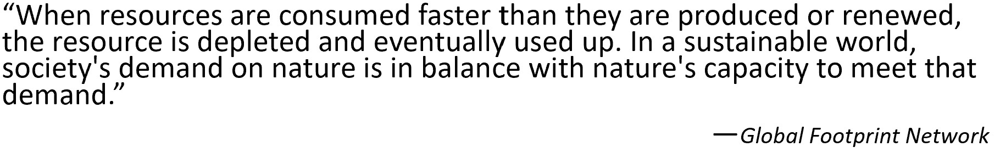 “When resources are consumed faster than they are produced or renewed,
the resource is depleted and eventually used up. In a sustainable world,
society's demand on nature is in balance with nature's capacity to meet that
demand.”
—Global Footprint Network